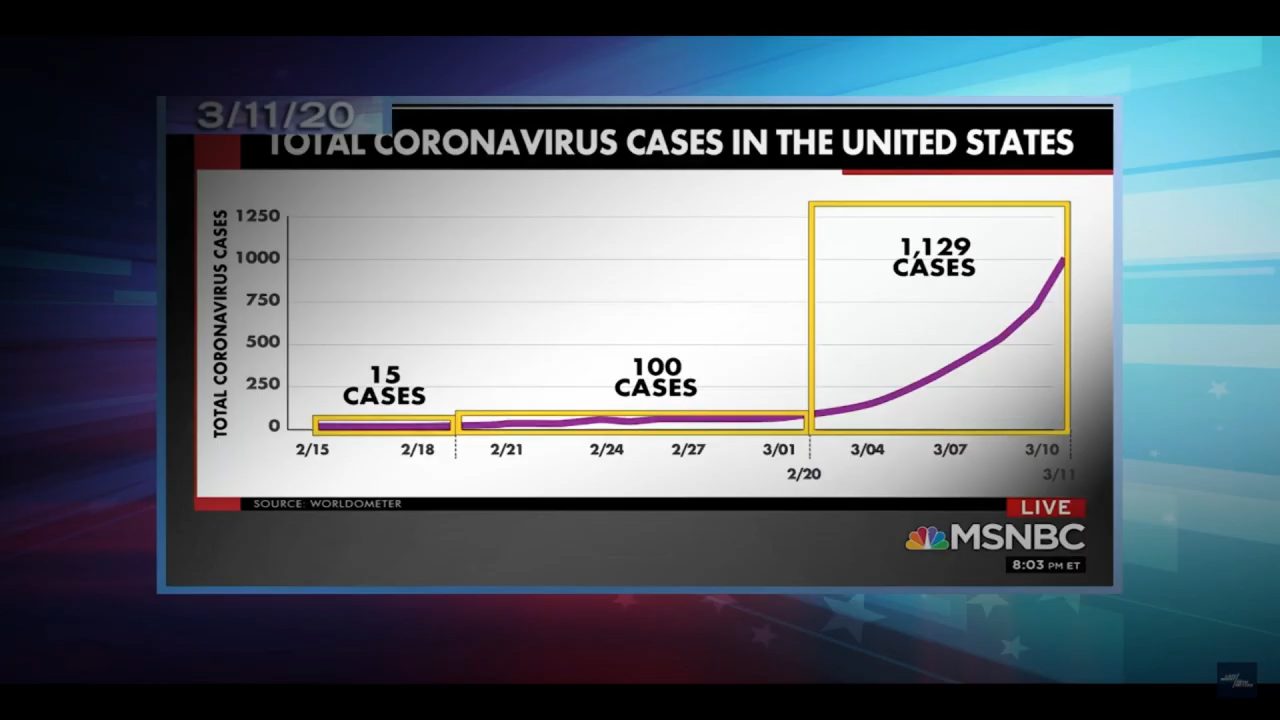 3/11/20
TOTAL CORONAVIRUS CASES IN THE UNITED STATES
TOTAL CORONAVIRUS CASES
1250
1000
750
500
250
0
15
CASES
100
CASES
1,129
CASES
2/15 2/18 2/21 2/24 2/27 3/01 3/04 3/07 3/10
2/20 3/11
SOURCE: WORLDOMETER
LIVE
MSNBC
8:03 PM ET